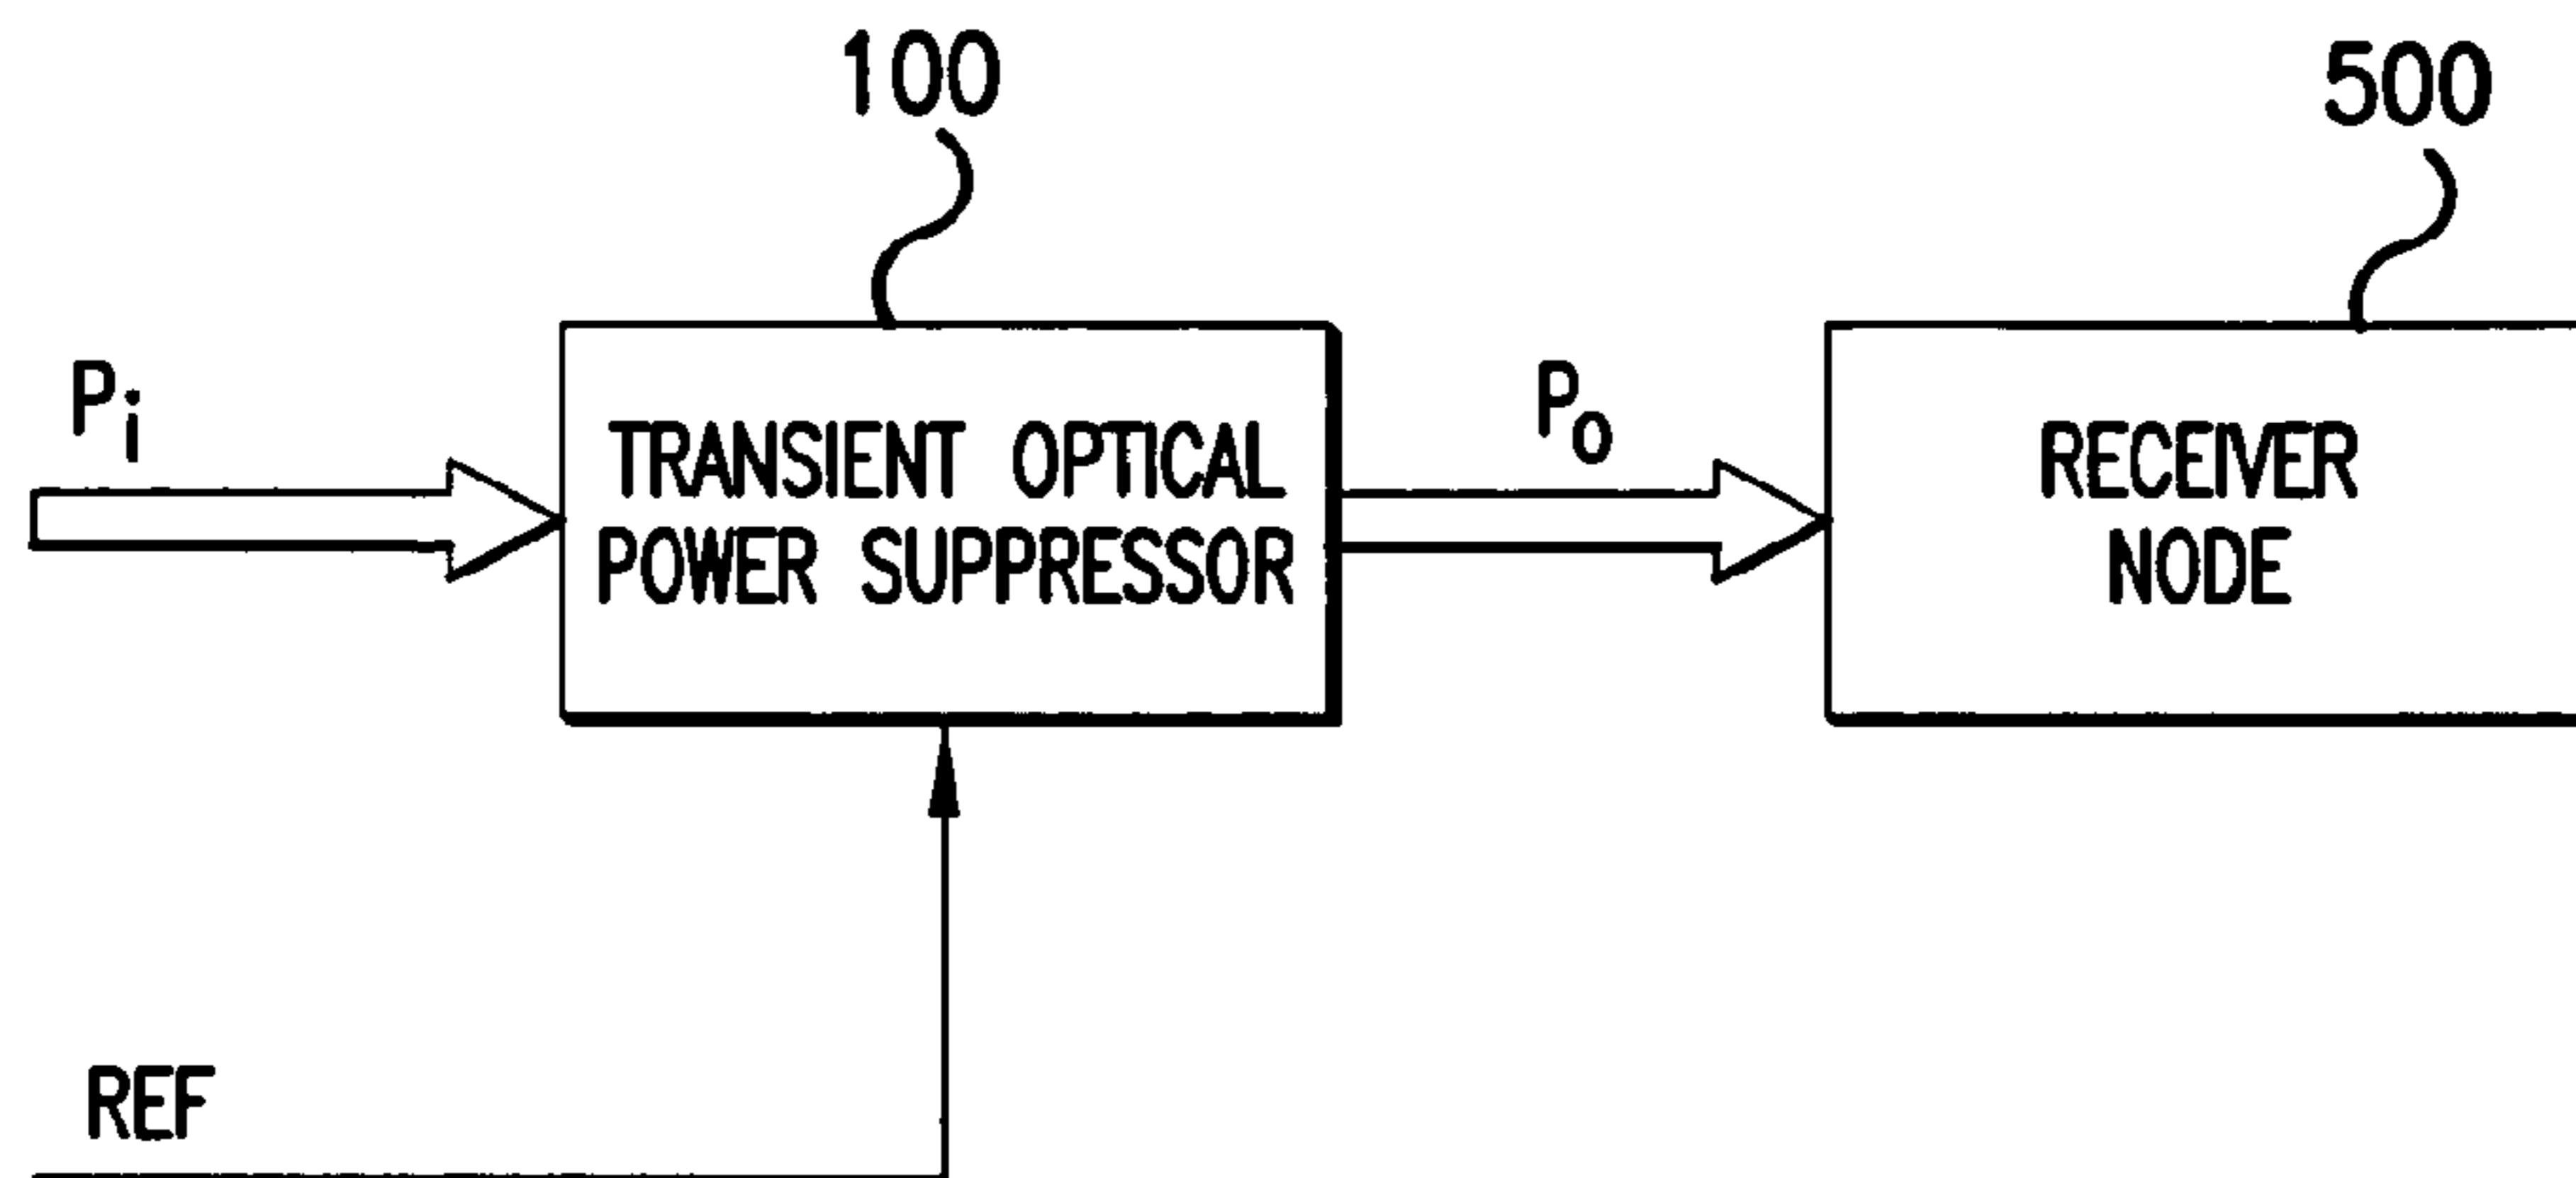 100
500
Pi
TRANSIENT OPTICAL
POWER SUPPRESSOR
Po
RECEIVER
NODE
REF